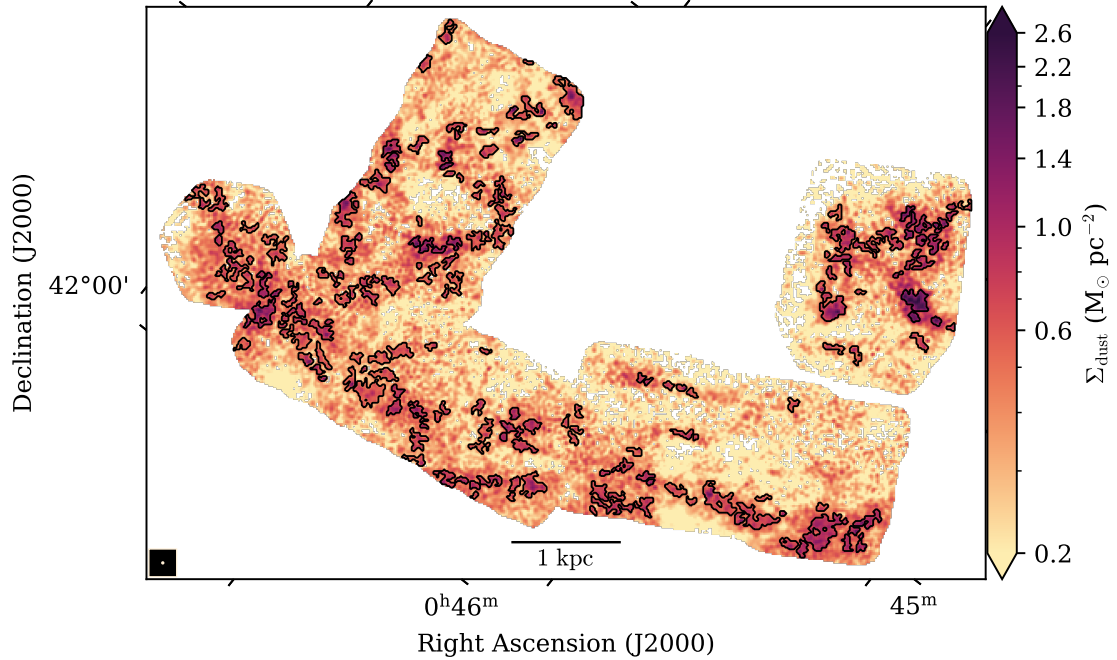 2.6
2.2
1.8
1.4
1.0
0.6
0.2
Σdust (M⊙ pc⁻²)
Declination (J2000)
42°00'
1 kpc
0ʰ46ᵐ
45ᵐ
Right Ascension (J2000)